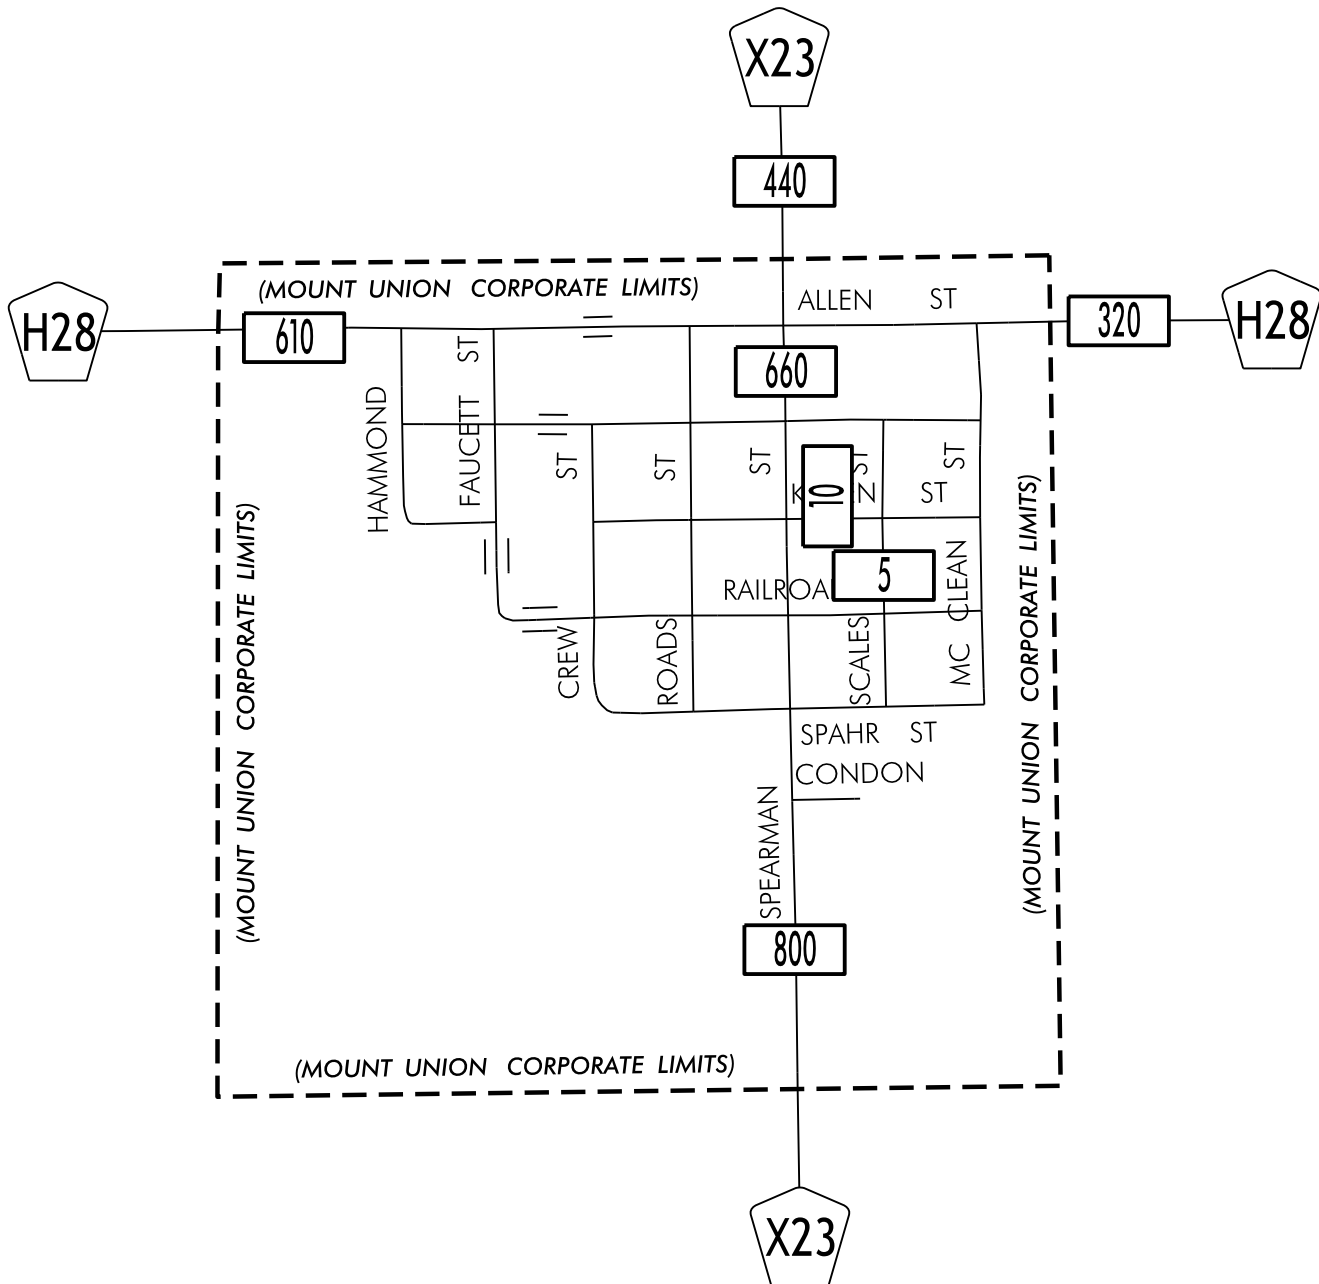 X23
440
(MOUNT UNION CORPORATE LIMITS)
ALLEN ST
H28
610
320
H28
660
HAMMOND
FAUCETT ST
CREW ST
ROADS ST
SPEARMAN ST
SCALES ST
MC CLEAN ST
10
ST
5
SPAHR ST
CONDON
(MOUNT UNION CORPORATE LIMITS)
(MOUNT UNION CORPORATE LIMITS)
800
(MOUNT UNION CORPORATE LIMITS)
X23